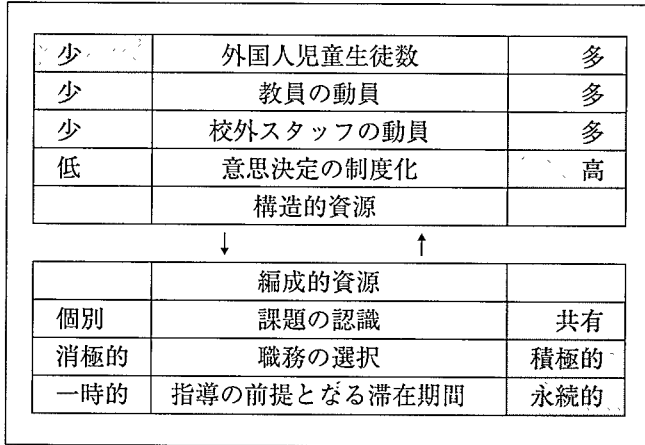 少 外国人児童生徒数 多
少 教員の動員 多
少 校外スタッフの動員 多
低 意思決定の制度化 高
構造的資源
↓ ↑
編成的資源
個別 課題の認識 共有
消極的 職務の選択 積極的
一時的 指導の前提となる滞在期間 永続的